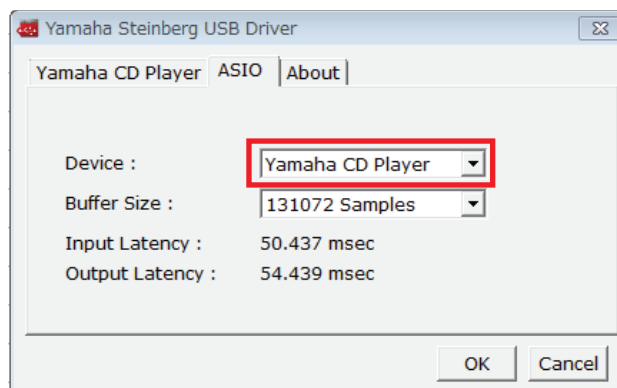 Yamaha Steinberg USB Driver
Yamaha CD Player ASIO About
Device : Yamaha CD Player
Buffer Size : 131072 Samples
Input Latency : 50.437 msec
Output Latency : 54.439 msec
OK Cancel